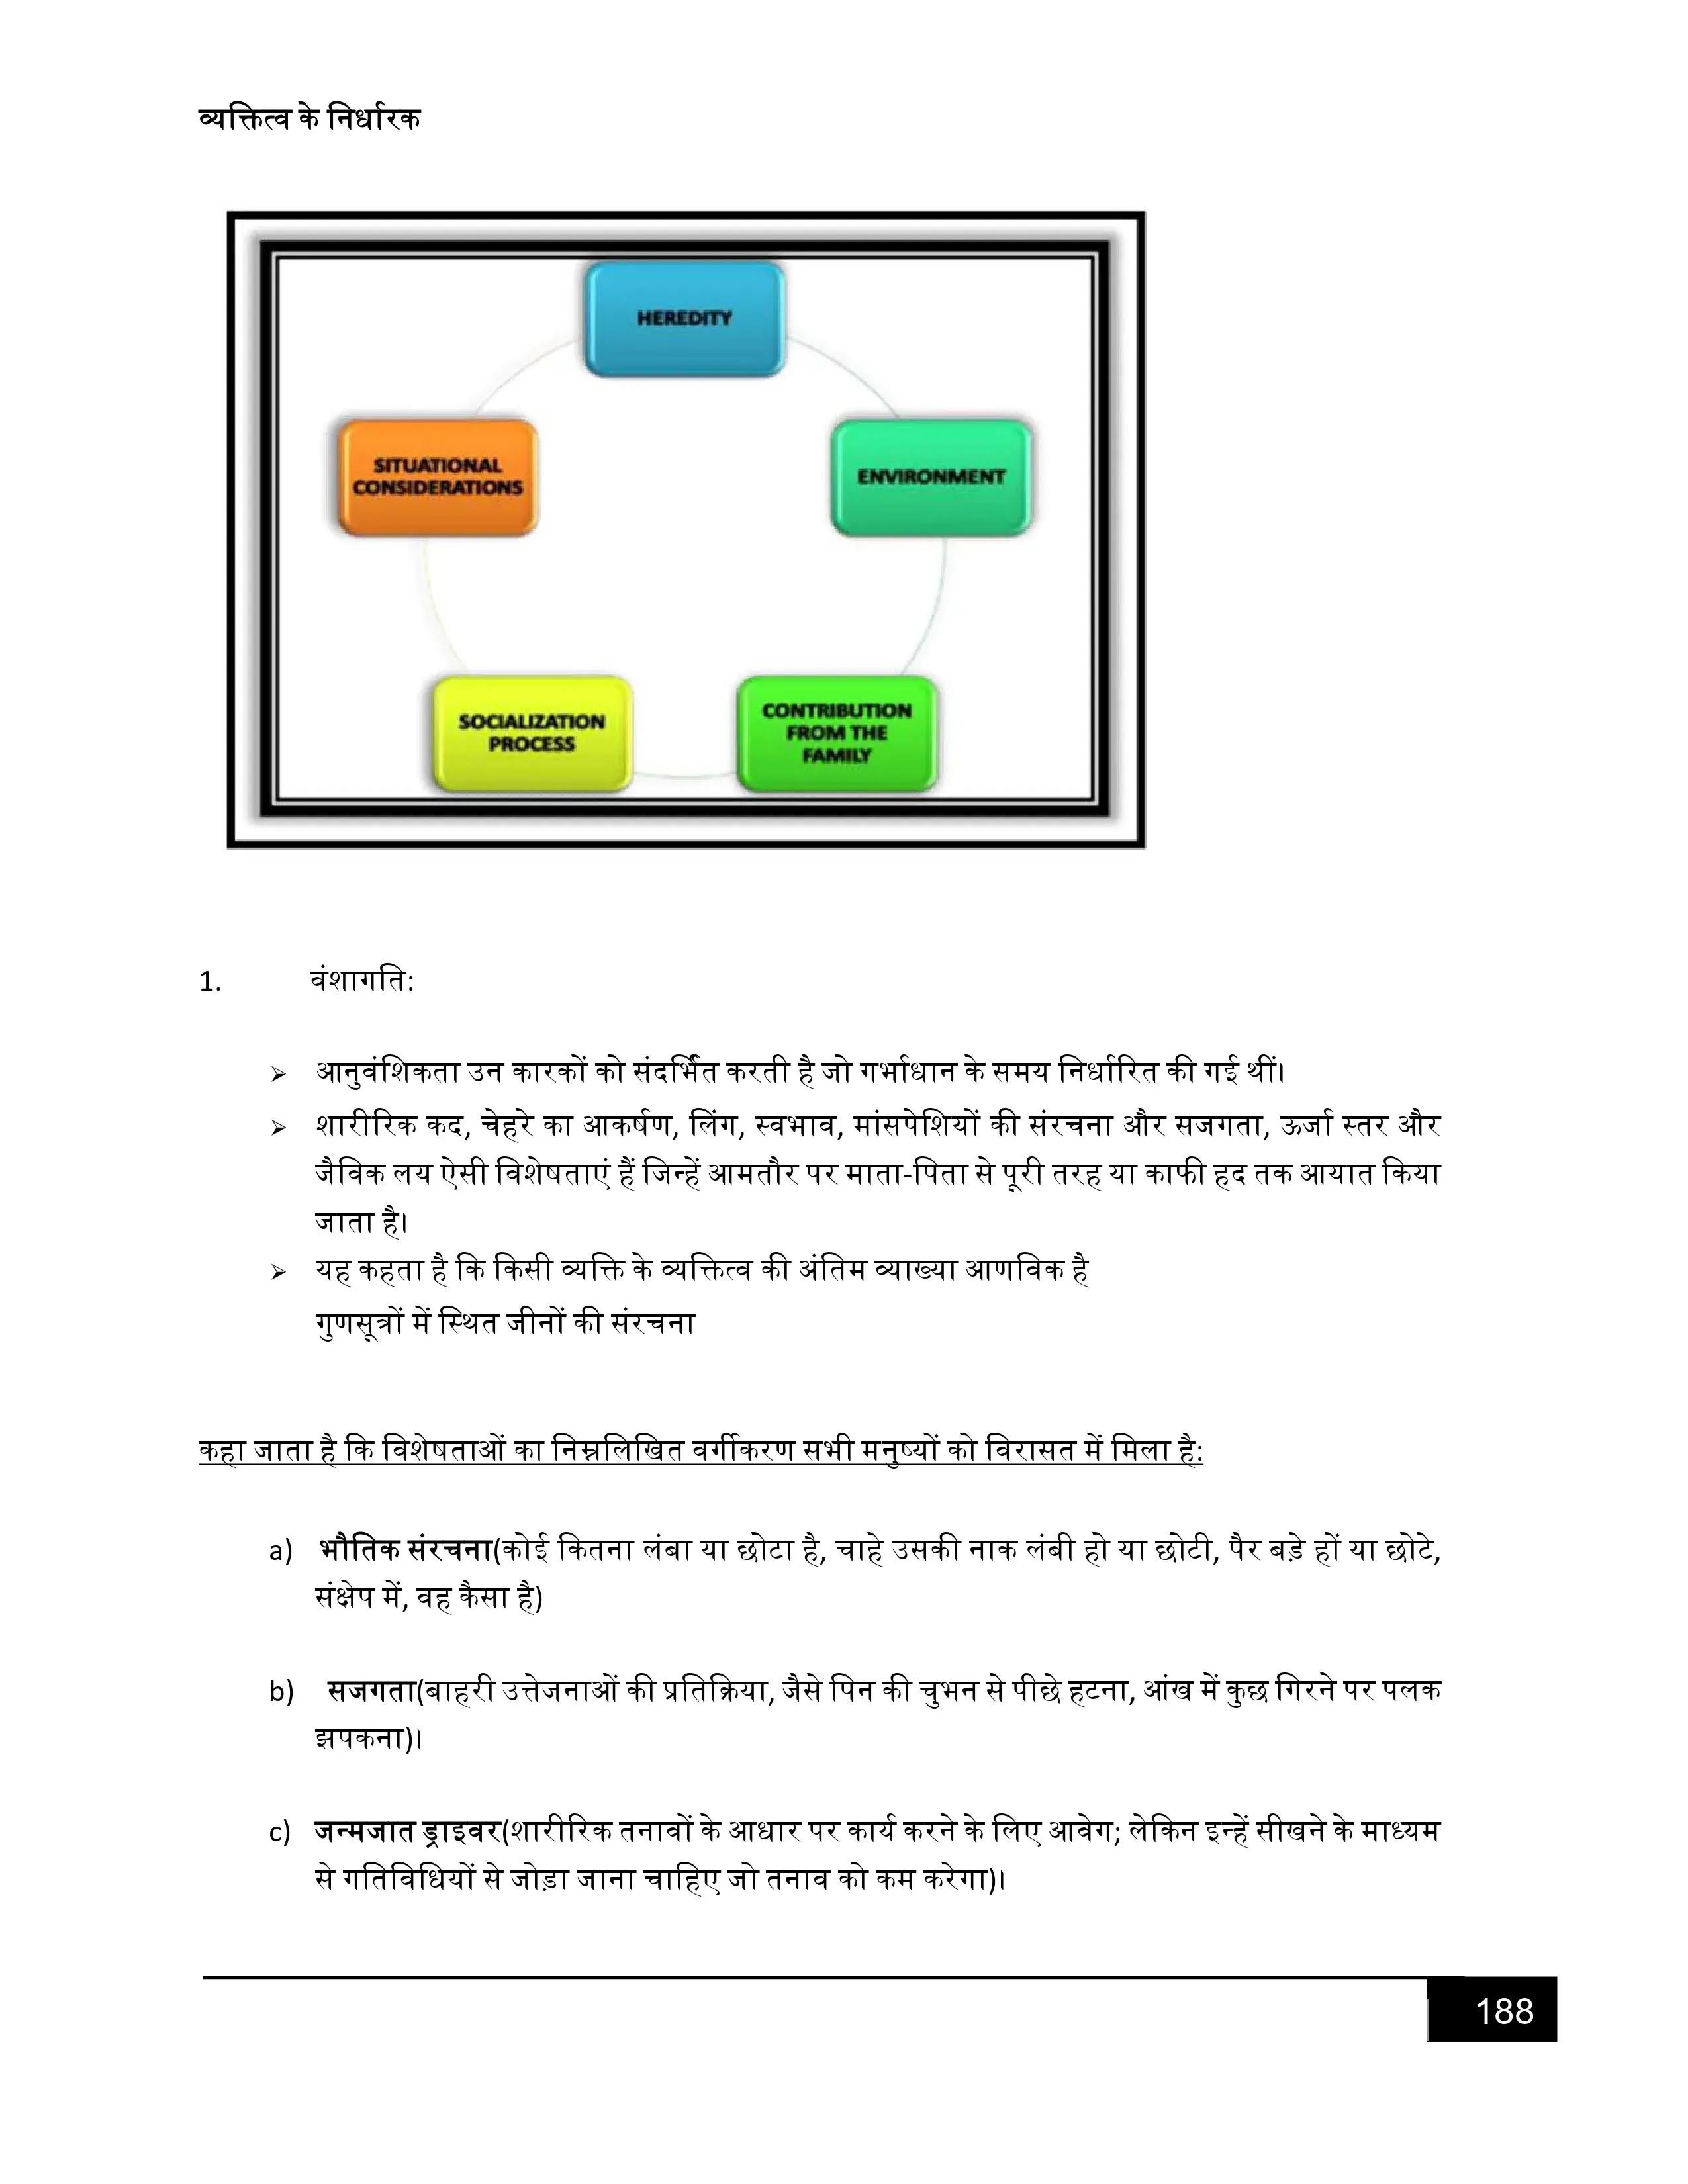 व्यक्तित्व के निर्धारक
HEREDITY
SITUATIONAL
CONSIDERATIONS
ENVIRONMENT
SOCIALIZATION
PROCESS
CONTRIBUTION
FROM THE
FAMILY
1. वंशागति:
➢ आनुवंशिकता उन कारकों को संदर्भित करती है जो गर्भाधान के समय निर्धारित की गई थीं।
➢ शारीरिक कद, चेहरे का आकर्षण, लिंग, स्वभाव, मांसपेशियों की संरचना और सजगता, ऊर्जा स्तर और
जैविक लय ऐसी विशेषताएं हैं जिन्हें आमतौर पर माता-पिता से पूरी तरह या काफी हद तक आयात किया
जाता है।
➢ यह कहता है कि किसी व्यक्ति के व्यक्तित्व की अंतिम व्याख्या आणविक है
गुणसूत्रों में स्थित जीनों की संरचना
कहा जाता है कि विशेषताओं का निम्नलिखित वर्गीकरण सभी मनुष्यों को विरासत में मिला है:
a) भौतिक संरचना(कोई कितना लंबा या छोटा है, चाहे उसकी नाक लंबी हो या छोटी, पैर बड़े हों या छोटे,
संक्षेप में, वह कैसा है)
b) सजगता(बाहरी उत्तेजनाओं की प्रतिक्रिया, जैसे पिन की चुभन से पीछे हटना, आंख में कुछ गिरने पर पलक
झपकना)।
c) जन्मजात ड्राइवर(शारीरिक तनावों के आधार पर कार्य करने के लिए आवेग; लेकिन इन्हें सीखने के माध्यम
से गतिविधियों से जोड़ा जाना चाहिए जो तनाव को कम करेगा)।
188